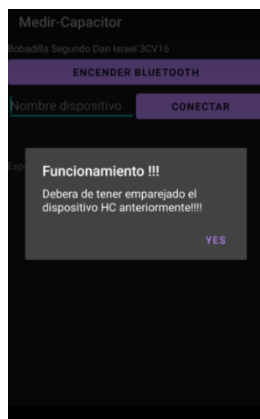 Medir-Capacitor
Bobadilla Segundo Dan Israel 3CV16
ENCENDER BLUETOOTH
Nombre dispositivo
CONECTAR
Esp
Funcionamiento !!!
Debera de tener emparejado el
dispositivo HC anteriormente!!!!
YES